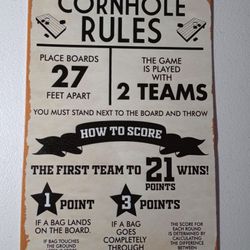 CORNHOLE
RULES
PLACE BOARDS
27
FEET APART
THE GAME
IS PLAYED
WITH
2 TEAMS
YOU MUST STAND NEXT TO THE BOARD AND THROW
HOW TO SCORE
THE FIRST TEAM TO 21 POINTS WINS!
1
POINT
IF A BAG LANDS
ON THE BOARD.
IF BAG TOUCHES
THE GROUND
3
POINTS
IF A BAG
GOES
COMPLETELY
THROUGH
THE SCORE FOR
EACH ROUND
IS DETERMINED BY
CALCULATING THE
DIFFERENCE
BETWEEN